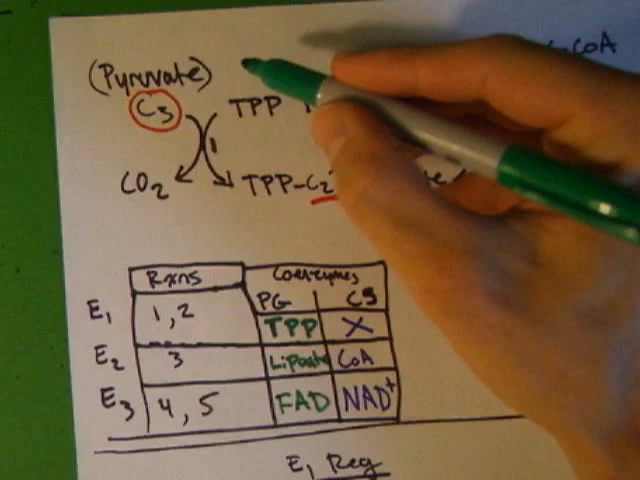 (Pyruvate)
CoA
C3 TPP
1
CO2 TPP-C2
Rxns Coenzymes
PG CS
E1 1,2 TPP X
E2 3 Lipoate CoA
E3 4, 5 FAD NAD+
E1 Reg